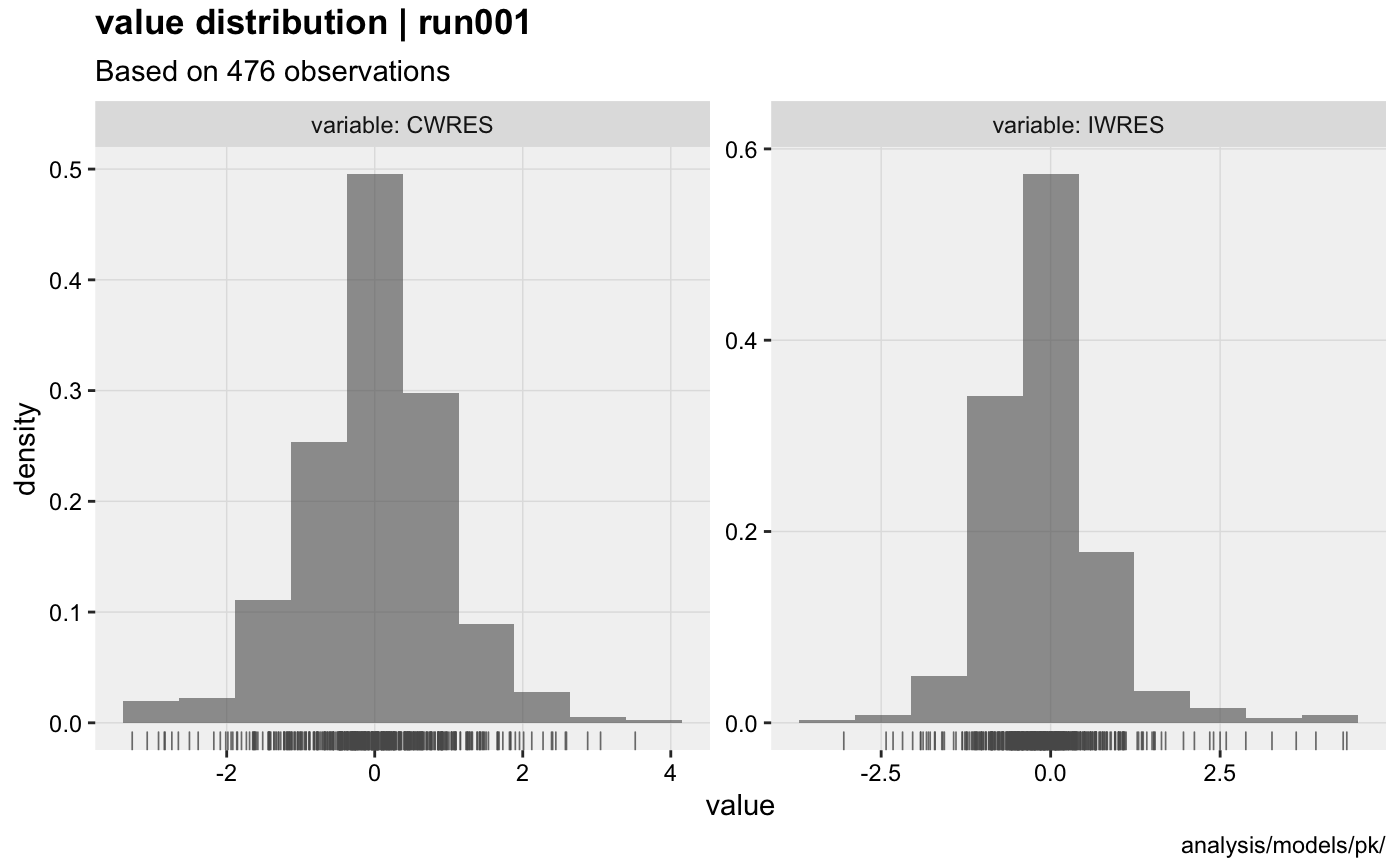 value distribution | run001
Based on 476 observations
variable: CWRES
variable: IWRES
density
0.5
0.4
0.3
0.2
0.1
0.0
-2
0
2
4
0.6
0.4
0.2
0.0
-2.5
0.0
2.5
value
analysis/models/pk/